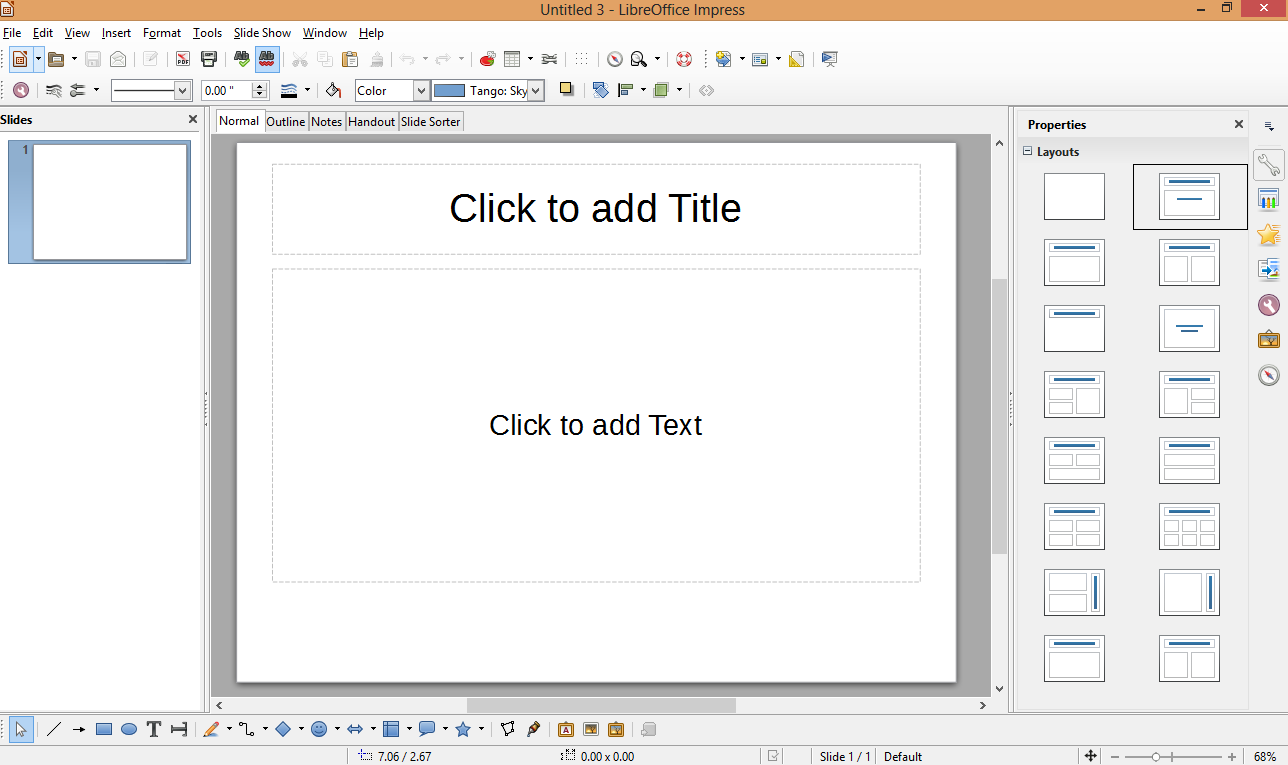 Untitled 3 - LibreOffice Impress
File Edit View Insert Format Tools Slide Show Window Help
PDF
0.00 " Color Tango: Sky
Slides
1
Normal Outline Notes Handout Slide Sorter
Click to add Title
Click to add Text
Properties
Layouts
7.06 / 2.67 0.00 x 0.00 Slide 1 / 1 Default 68%